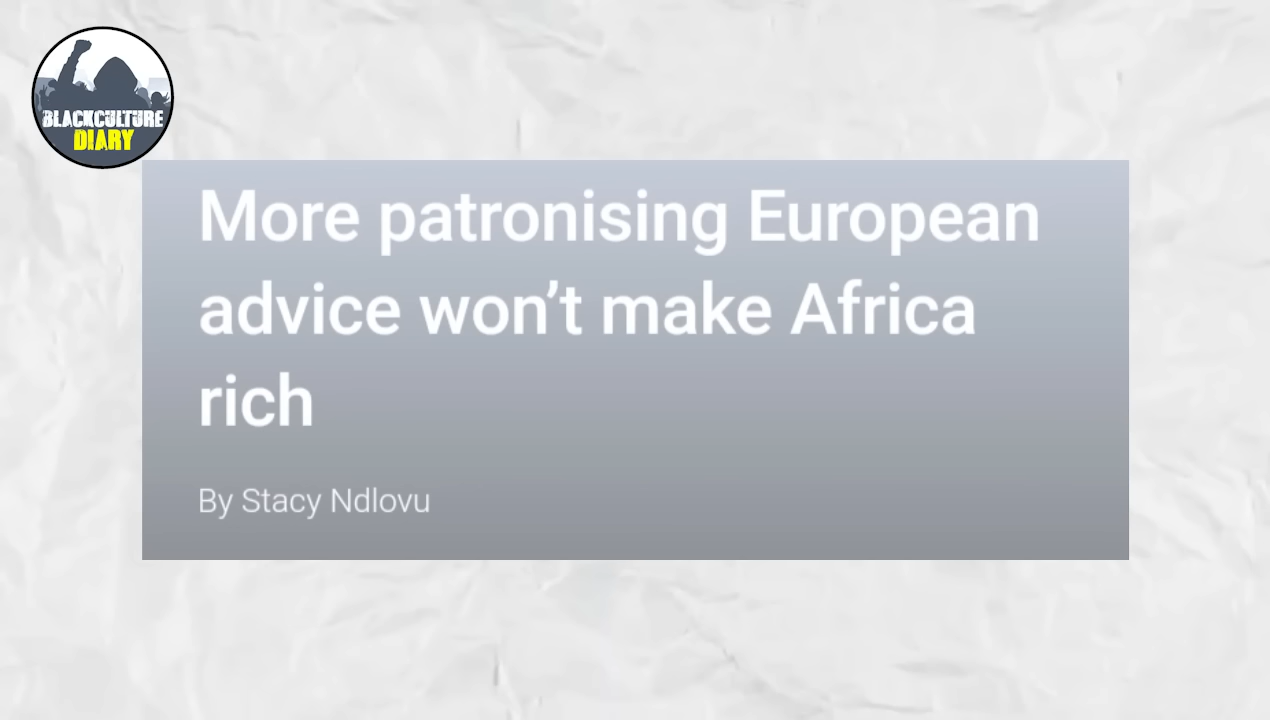 BLACKCULTURE
DIARY
More patronising European
advice won’t make Africa
rich
By Stacy Ndlovu